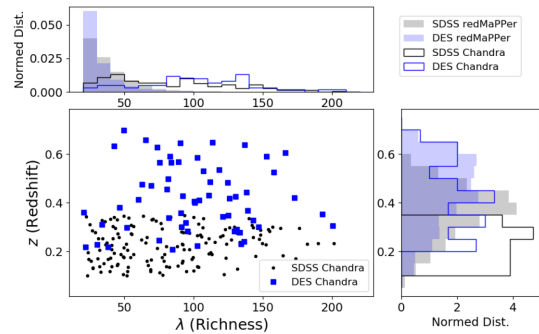 Normed Dist.
0.050
0.025
0.000
50
100
150
200
SDSS redMaPPer
DES redMaPPer
SDSS Chandra
DES Chandra
z (Redshift)
0.6
0.4
0.2
SDSS Chandra
DES Chandra
50
100
150
200
λ (Richness)
0.6
0.4
0.2
0
2
4
Normed Dist.